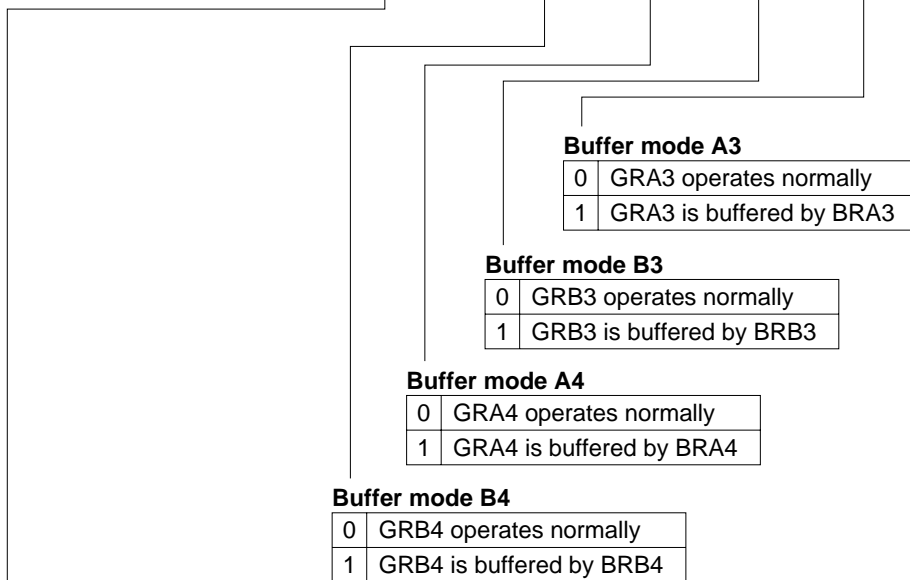 Buffer mode A3
0 GRA3 operates normally
1 GRA3 is buffered by BRA3
Buffer mode B3
0 GRB3 operates normally
1 GRB3 is buffered by BRB3
Buffer mode A4
0 GRA4 operates normally
1 GRA4 is buffered by BRA4
Buffer mode B4
0 GRB4 operates normally
1 GRB4 is buffered by BRB4